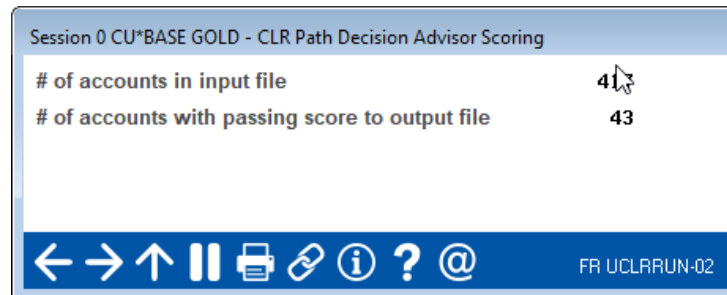 Session 0 CU*BASE GOLD - CLR Path Decision Advisor Scoring
# of accounts in input file
# of accounts with passing score to output file 43
FR UCLRRUN-02